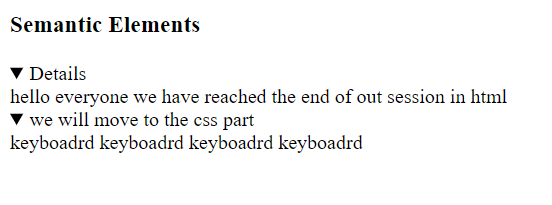 Semantic Elements
Details
hello everyone we have reached the end of out session in html
we will move to the css part
keyboadrd keyboadrd keyboadrd keyboadrd